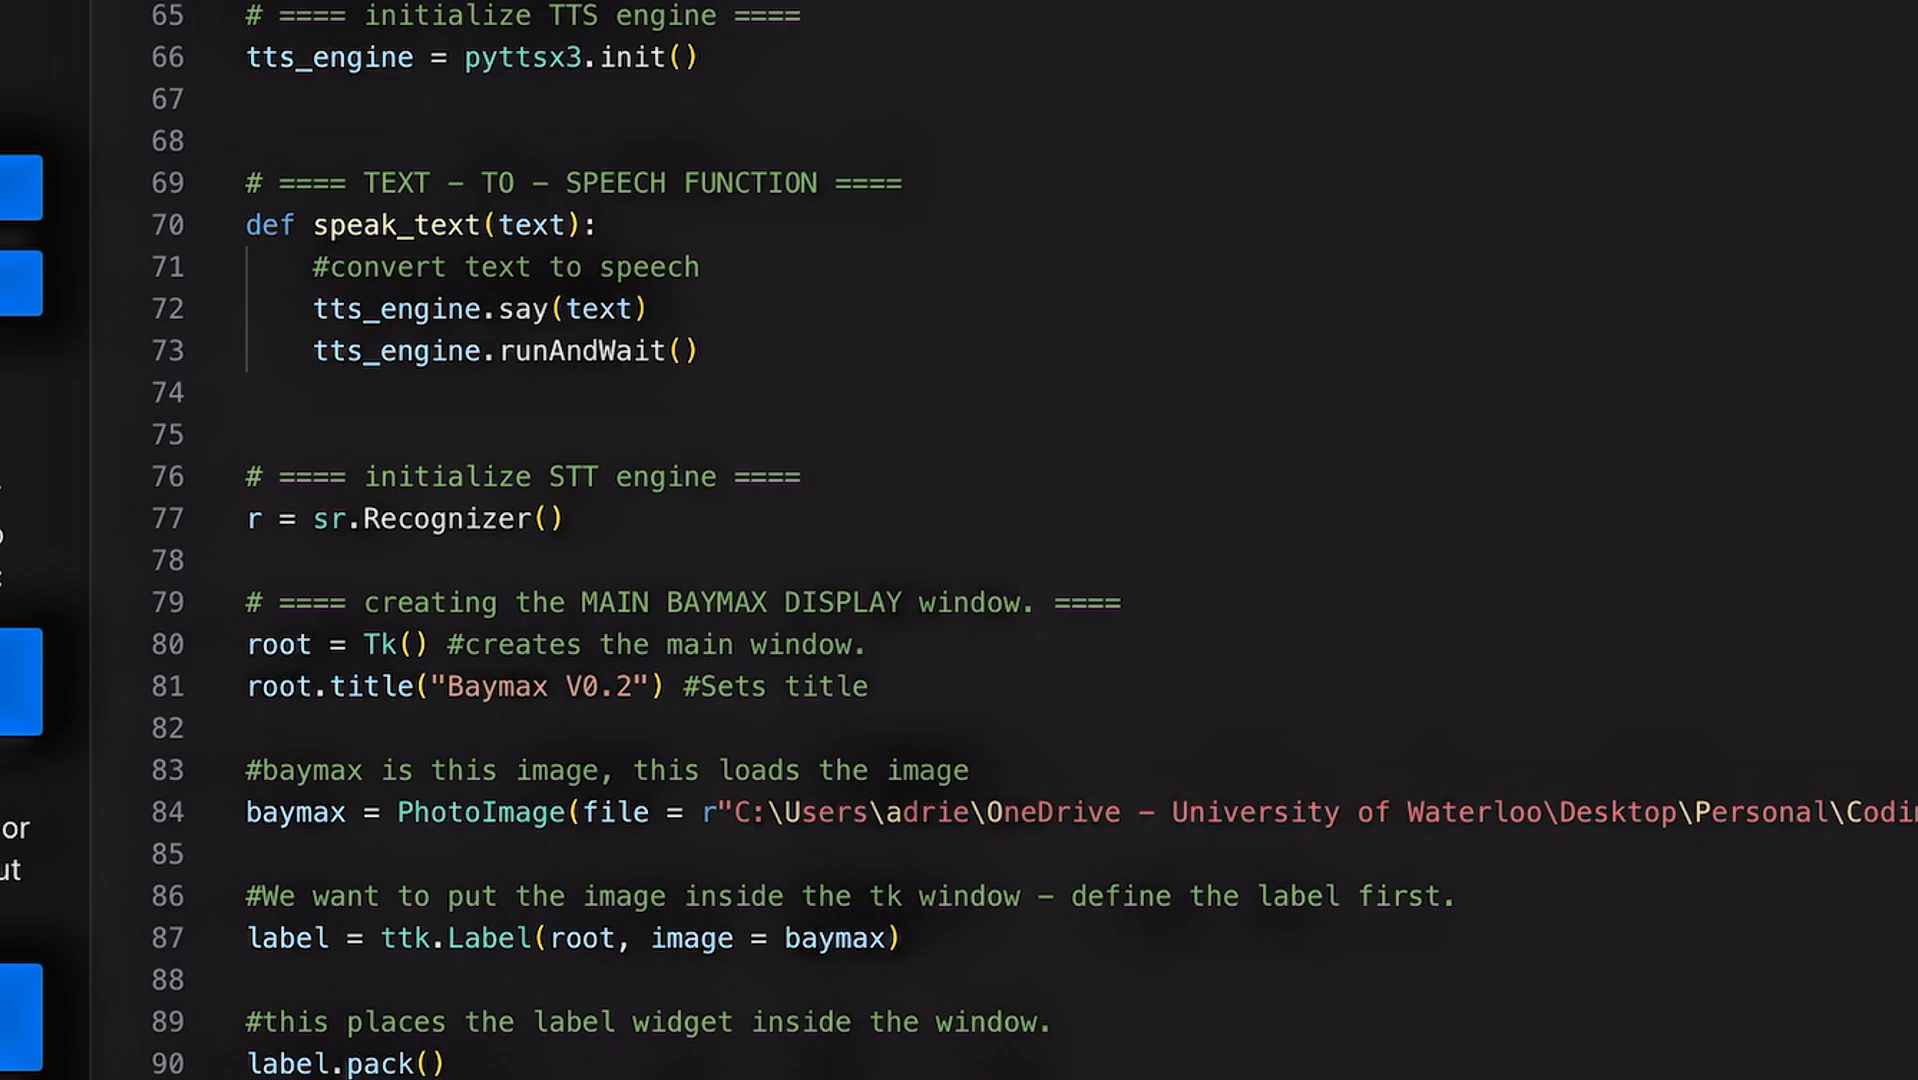 65 # ==== initialize TTS engine ====
66 tts_engine = pyttsx3.init()
67
68
69 # ==== TEXT – TO – SPEECH FUNCTION ====
70 def speak_text(text):
71 #convert text to speech
72 tts_engine.say(text)
73 tts_engine.runAndWait()
74
75
76 # ==== initialize STT engine ====
77 r = sr.Recognizer()
78
79 # ==== creating the MAIN BAYMAX DISPLAY window. ====
80 root = Tk() #creates the main window.
81 root.title("Baymax V0.2") #Sets title
82
83 #baymax is this image, this loads the image
84 baymax = PhotoImage(file = r"C:\Users\adrie\OneDrive – University of Waterloo\Desktop\Personal\Codi
85
86 #We want to put the image inside the tk window – define the label first.
87 label = ttk.Label(root, image = baymax)
88
89 #this places the label widget inside the window.
90 label.pack()
or
ut